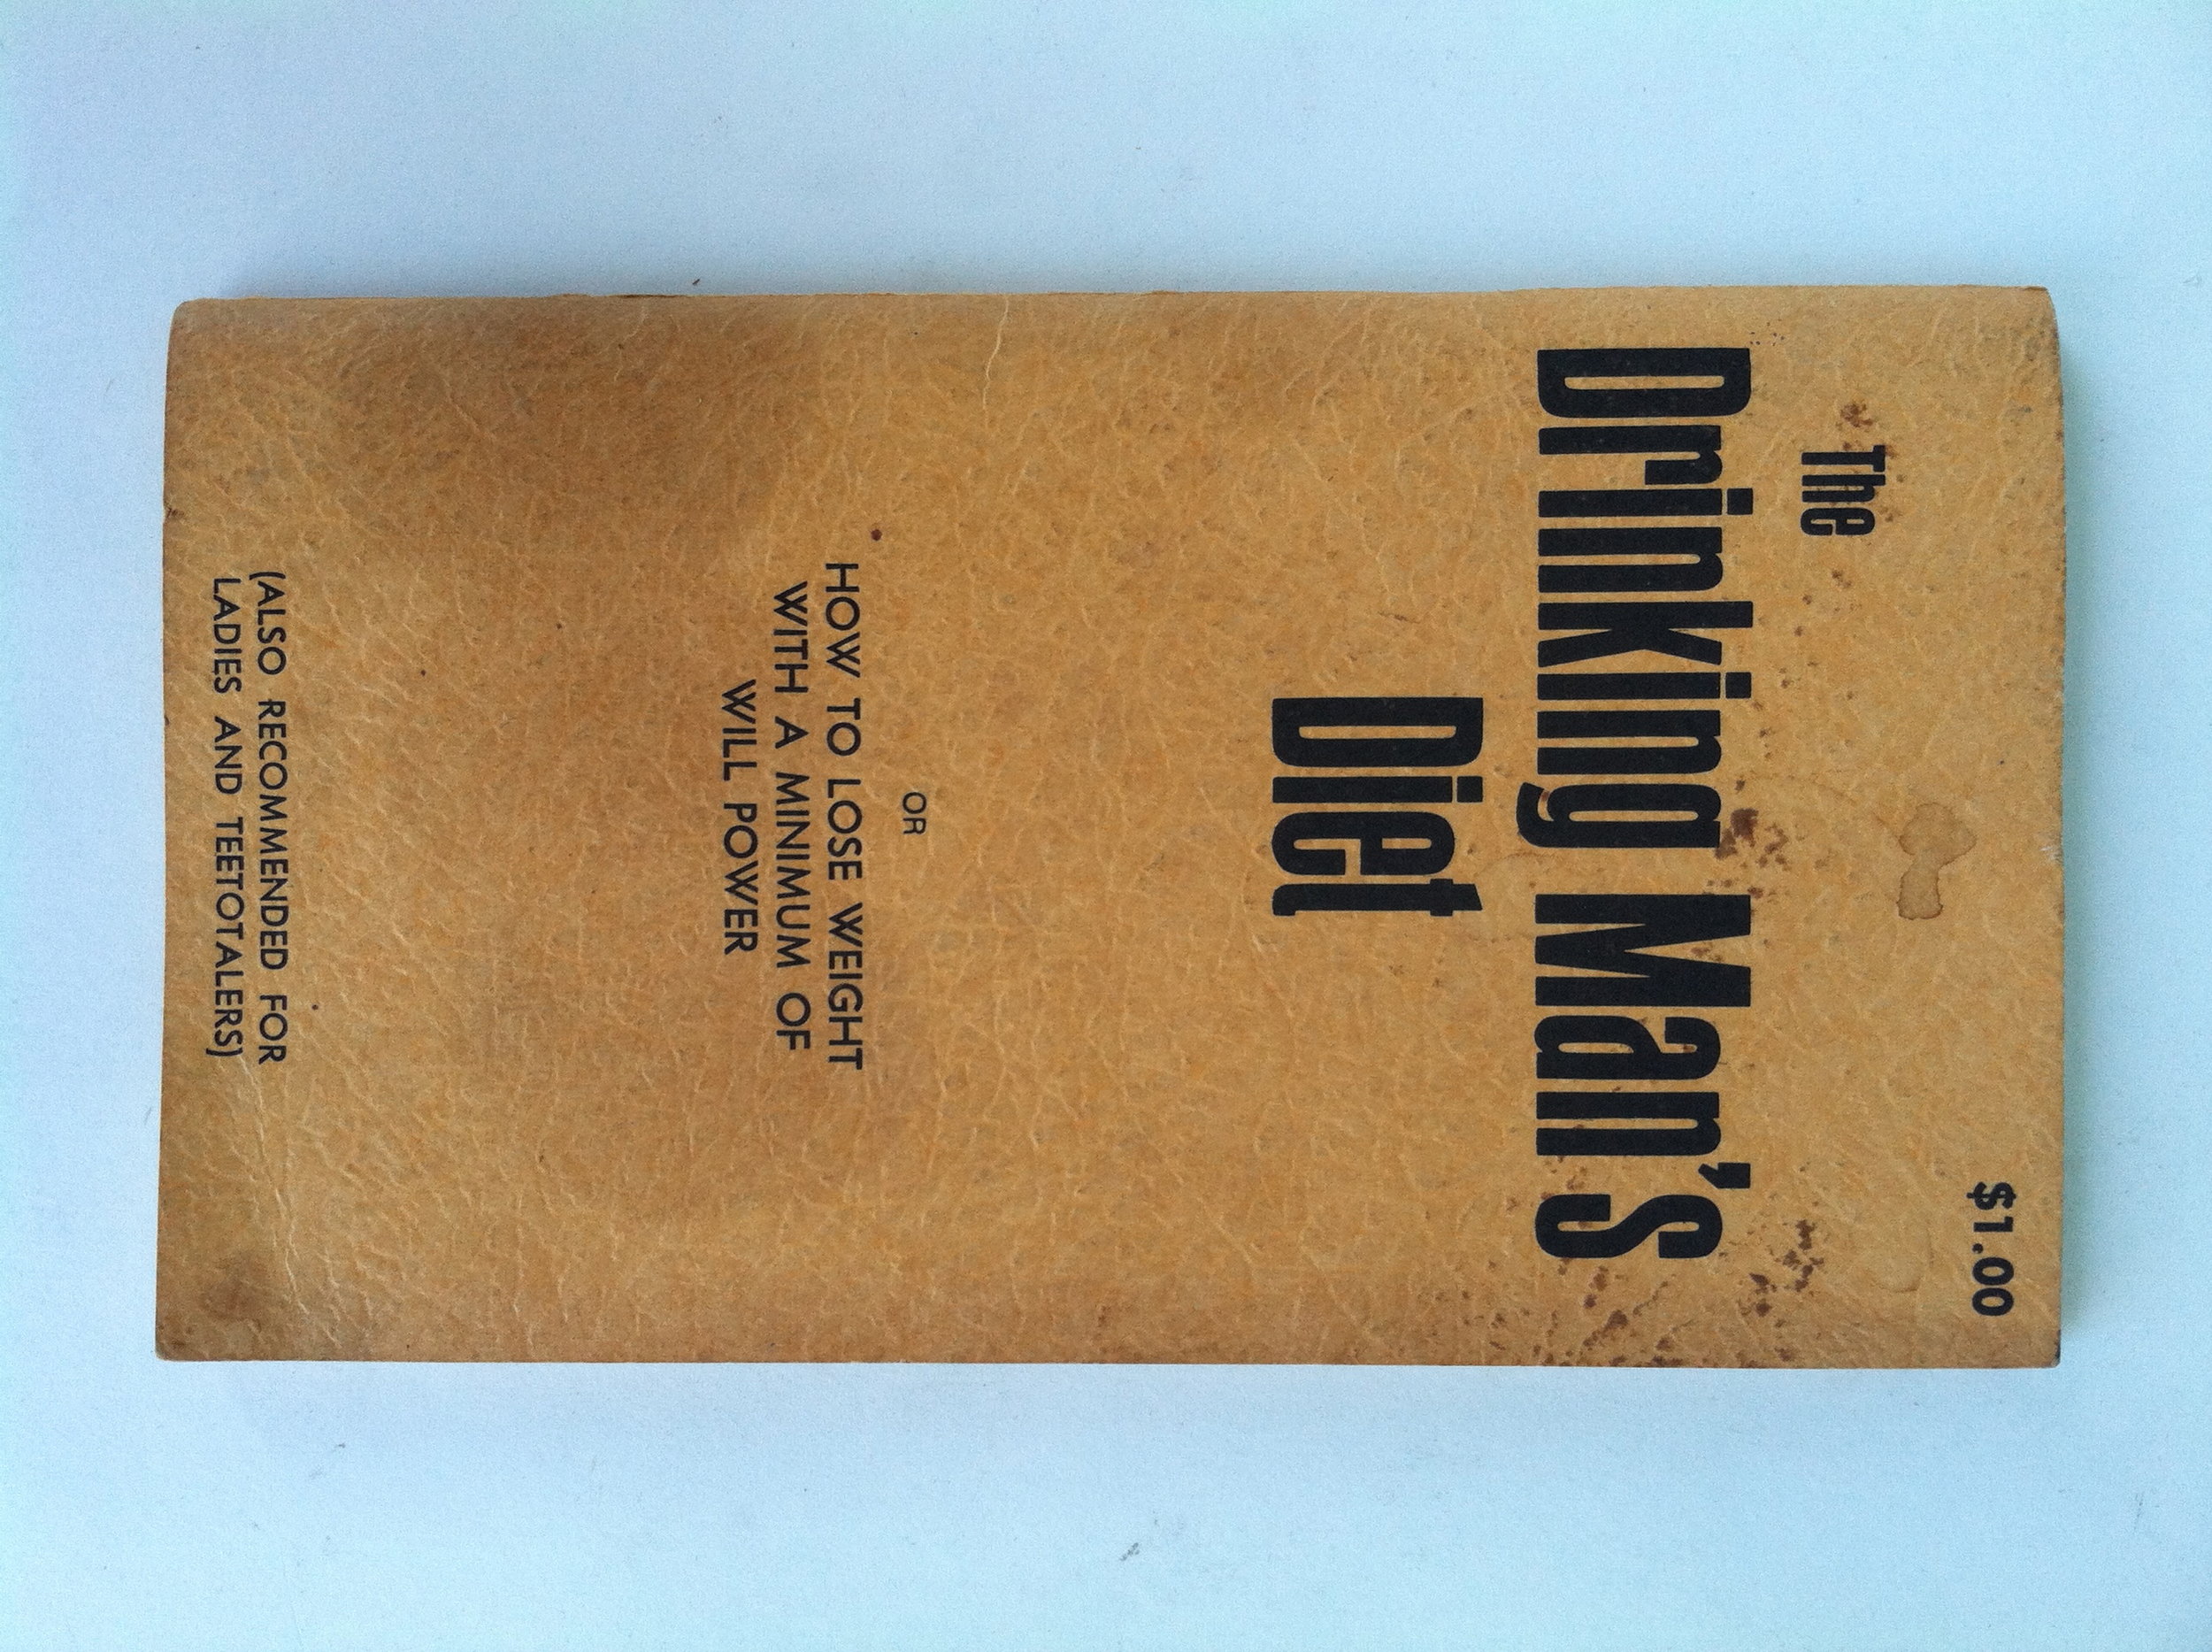 $1.00
The
Drinking Man's
Diet
OR
HOW TO LOSE WEIGHT
WITH A MINIMUM OF
WILL POWER
(ALSO RECOMMENDED FOR
LADIES AND TEETOTALERS)